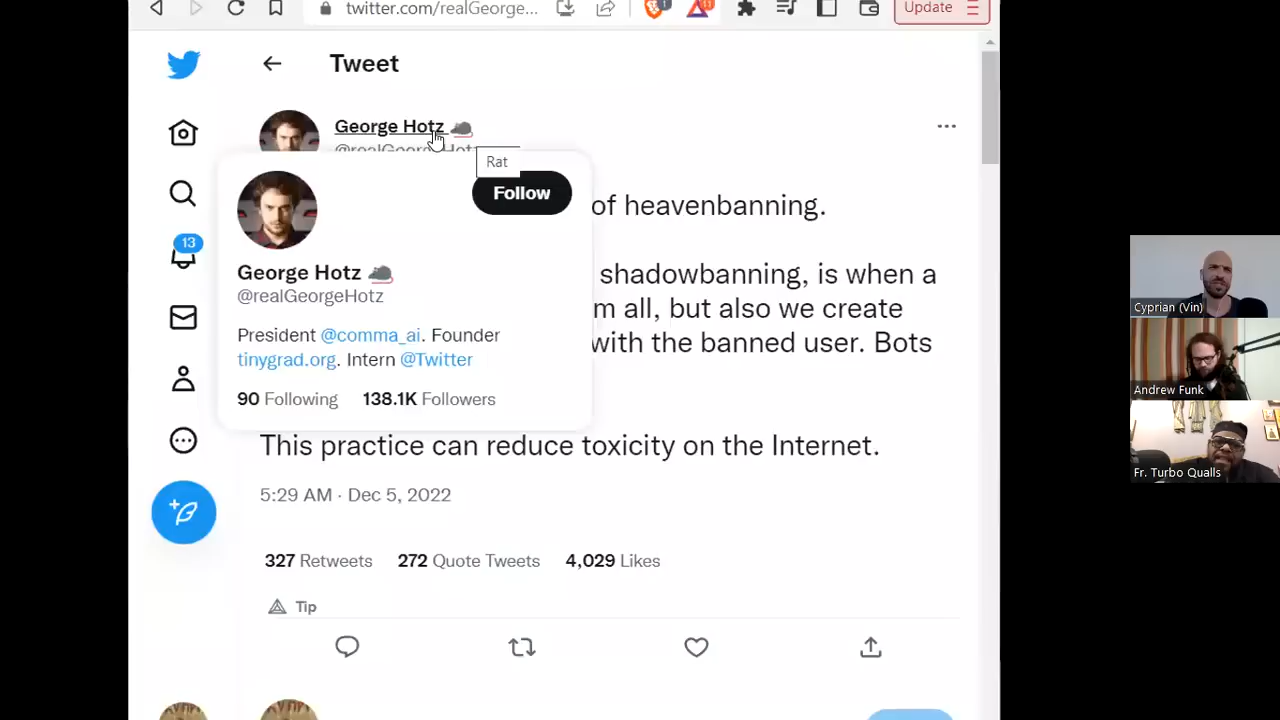 twitter.com/realGeorge...
1
11
Update
Tweet
George Hotz
@realGeorgeHotz
Rat
Follow
of heavenbanning.
George Hotz
@realGeorgeHotz
shadowbanning, is when a
m all, but also we create
President @comma_ai. Founder
with the banned user. Bots
tinygrad.org. Intern @Twitter
90 Following 138.1K Followers
This practice can reduce toxicity on the Internet.
5:29 AM · Dec 5, 2022
327 Retweets 272 Quote Tweets 4,029 Likes
Tip
13
Cyprian (Vin)
Andrew Funk
Fr. Turbo Qualls